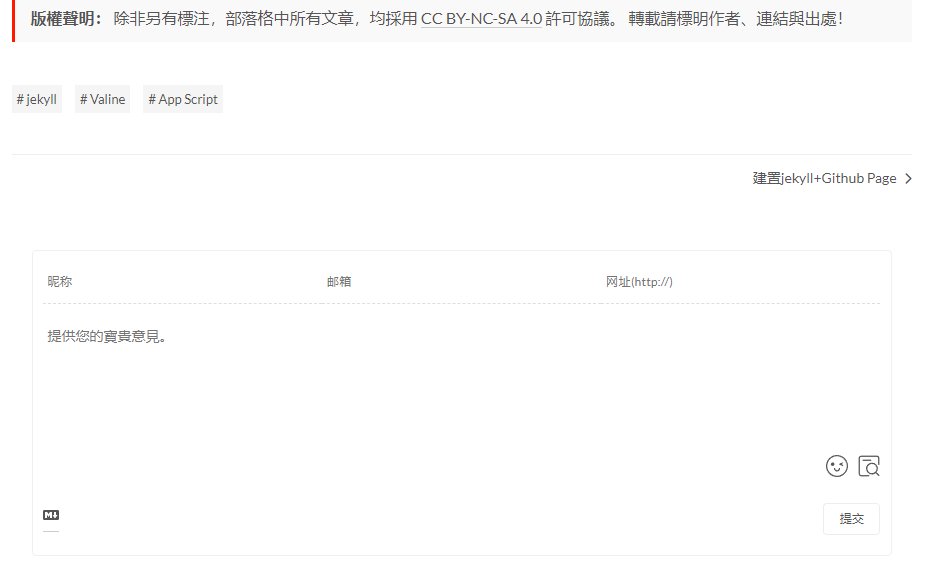 版權聲明： 除非另有標注，部落格中所有文章，均採用 CC BY-NC-SA 4.0 許可協議。 轉載請標明作者、連結與出處！
# jekyll # Valine # App Script
建置jekyll+Github Page
昵称 邮箱 网址(http://)
提供您的寶貴意見。
M↓
提交